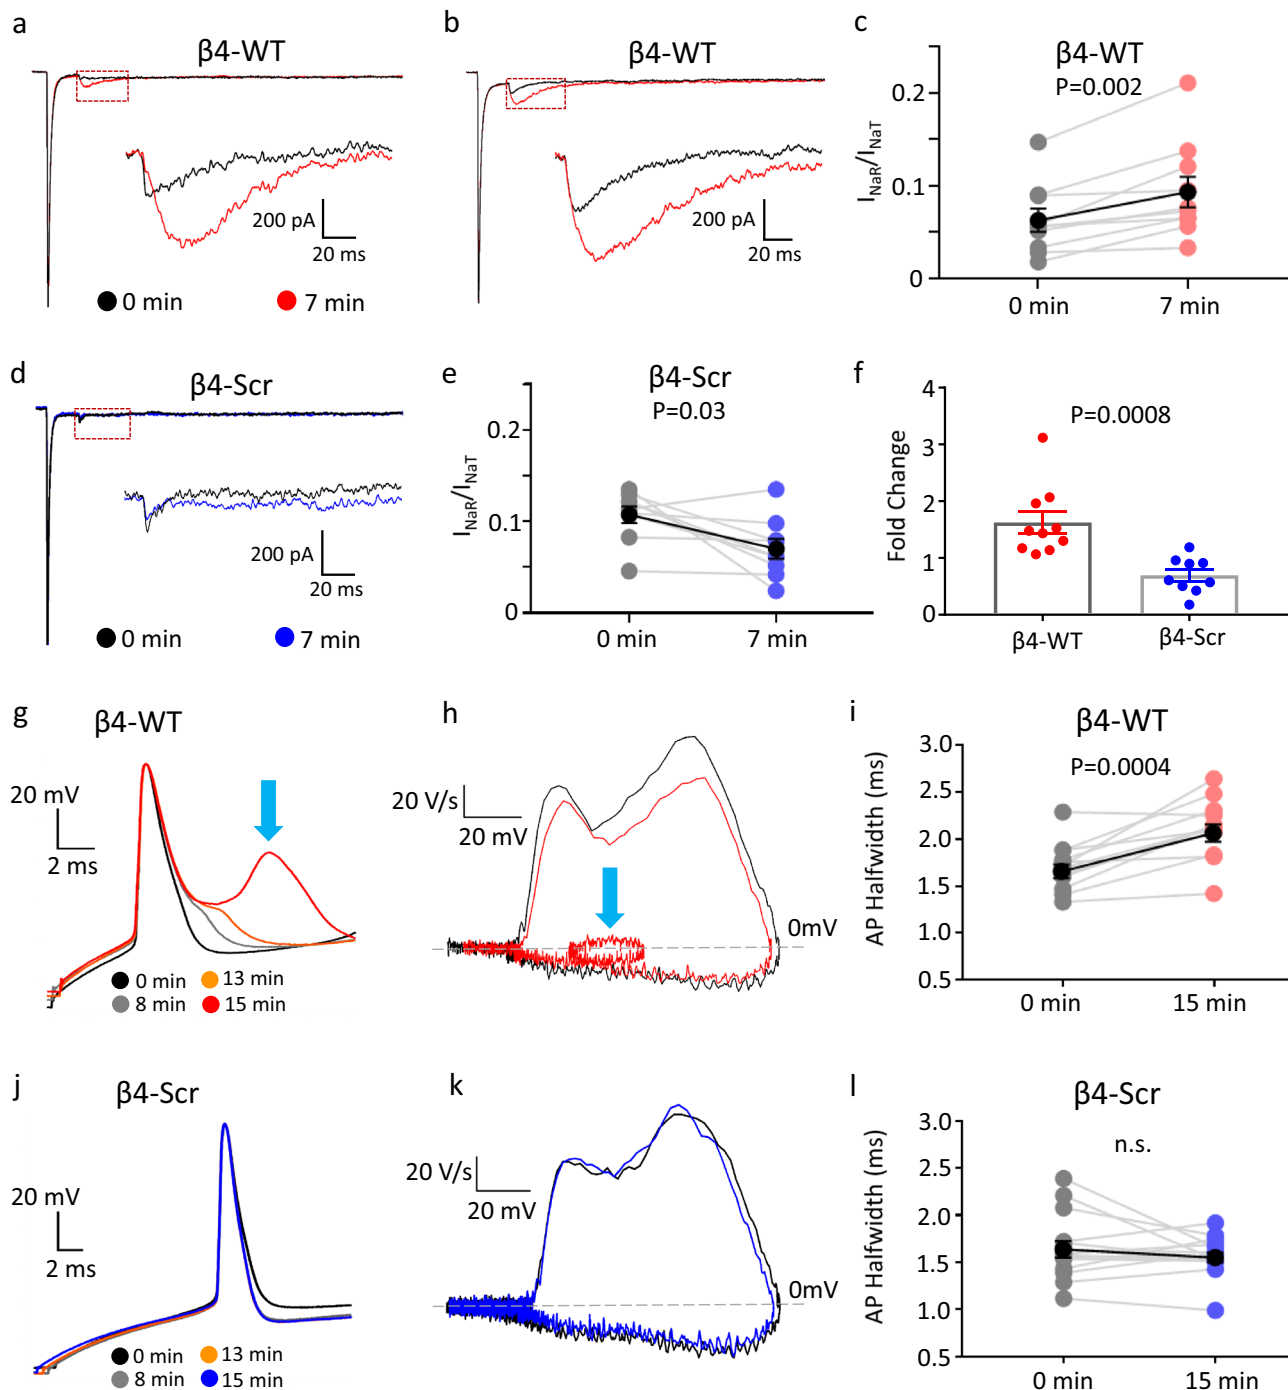 a
β4-WT
200 pA
20 ms
0 min
7 min
b
β4-WT
200 pA
20 ms
c
β4-WT
P=0.002
I_NaR/I_NaT
0.2
0.1
0
0 min
7 min
d
β4-Scr
200 pA
20 ms
0 min
7 min
e
β4-Scr
P=0.03
I_NaR/I_NaT
0.2
0.1
0
0 min
7 min
f
P=0.0008
Fold Change
4
3
2
1
0
β4-WT
β4-Scr
g
β4-WT
20 mV
2 ms
0 min
13 min
8 min
15 min
h
20 V/s
20 mV
0mV
i
β4-WT
P=0.0004
AP Halfwidth (ms)
3.0
2.5
2.0
1.5
1.0
0.5
0 min
15 min
j
β4-Scr
20 mV
2 ms
0 min
13 min
8 min
15 min
k
20 V/s
20 mV
0mV
l
β4-Scr
n.s.
AP Halfwidth (ms)
3.0
2.5
2.0
1.5
1.0
0.5
0 min
15 min